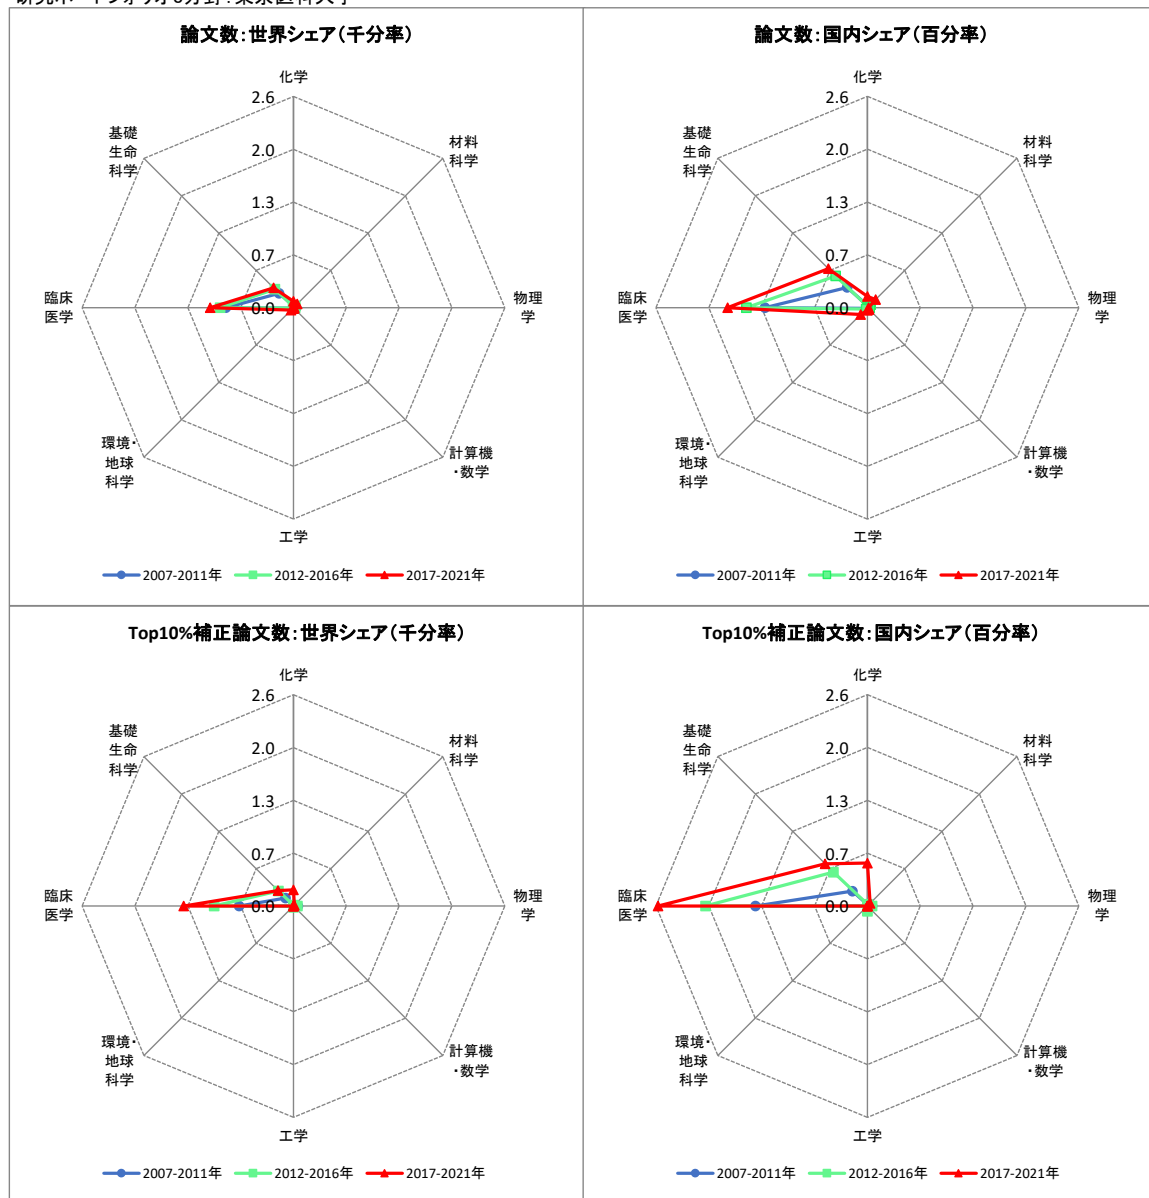 論文数：世界シェア（千分率）
化学
2.6
2.0
1.3
0.7
0.0
材料
科学
物理
学
計算機
・数学
工学
環境・
地球
科学
臨床
医学
基礎
生命
科学
2007-2011年 2012-2016年 2017-2021年
論文数：国内シェア（百分率）
化学
2.6
2.0
1.3
0.7
0.0
材料
科学
物理
学
計算機
・数学
工学
環境・
地球
科学
臨床
医学
基礎
生命
科学
2007-2011年 2012-2016年 2017-2021年
Top10%補正論文数：世界シェア（千分率）
化学
2.6
2.0
1.3
0.7
0.0
材料
科学
物理
学
計算機
・数学
工学
環境・
地球
科学
臨床
医学
基礎
生命
科学
2007-2011年 2012-2016年 2017-2021年
Top10%補正論文数：国内シェア（百分率）
化学
2.6
2.0
1.3
0.7
0.0
材料
科学
物理
学
計算機
・数学
工学
環境・
地球
科学
臨床
医学
基礎
生命
科学
2007-2011年 2012-2016年 2017-2021年